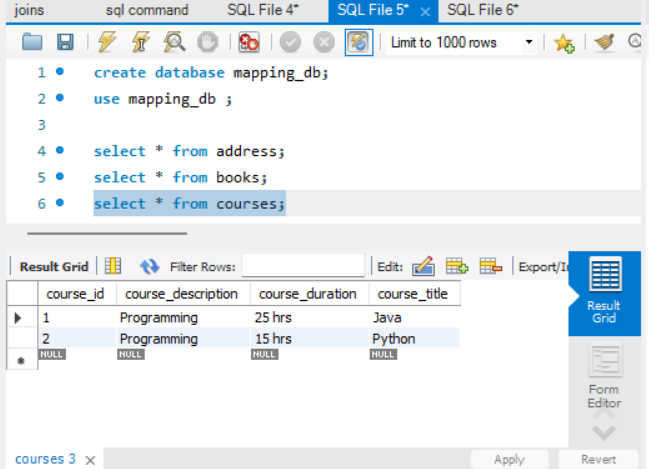 joins sql command SQL File 4* SQL File 5* × SQL File 6*
Limit to 1000 rows
1 create database mapping_db;
2 use mapping_db ;
3
4 select * from address;
5 select * from books;
6 select * from courses;
Result Grid Filter Rows: Edit: Export/I
course_id course_description course_duration course_title
1 Programming 25 hrs Java
2 Programming 15 hrs Python
NULL NULL NULL NULL
Result
Grid
Form
Editor
courses 3 × Apply Revert